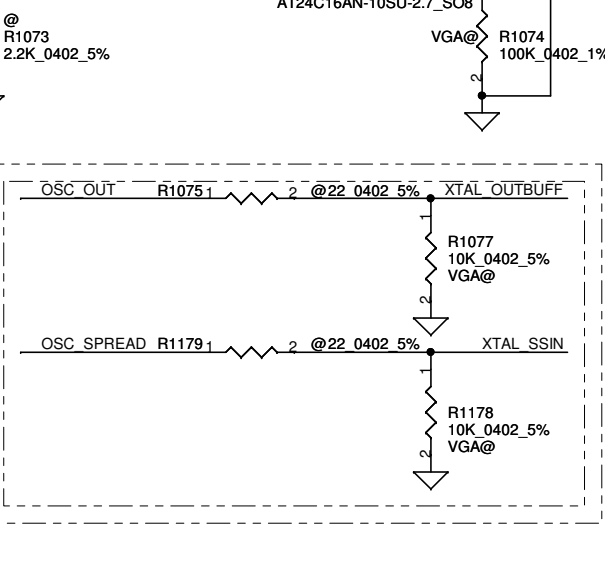 AT24C16AN-10SU-2.7_SO8
@
R1073
2.2K_0402_5%
VGA@
R1074
100K_0402_1%
2
OSC_OUT R1075 1 2 @22_0402_5% XTAL_OUTBUFF
1
R1077
10K_0402_5%
VGA@
2
OSC_SPREAD R1179 1 2 @22_0402_5% XTAL_SSIN
1
R1178
10K_0402_5%
VGA@
2